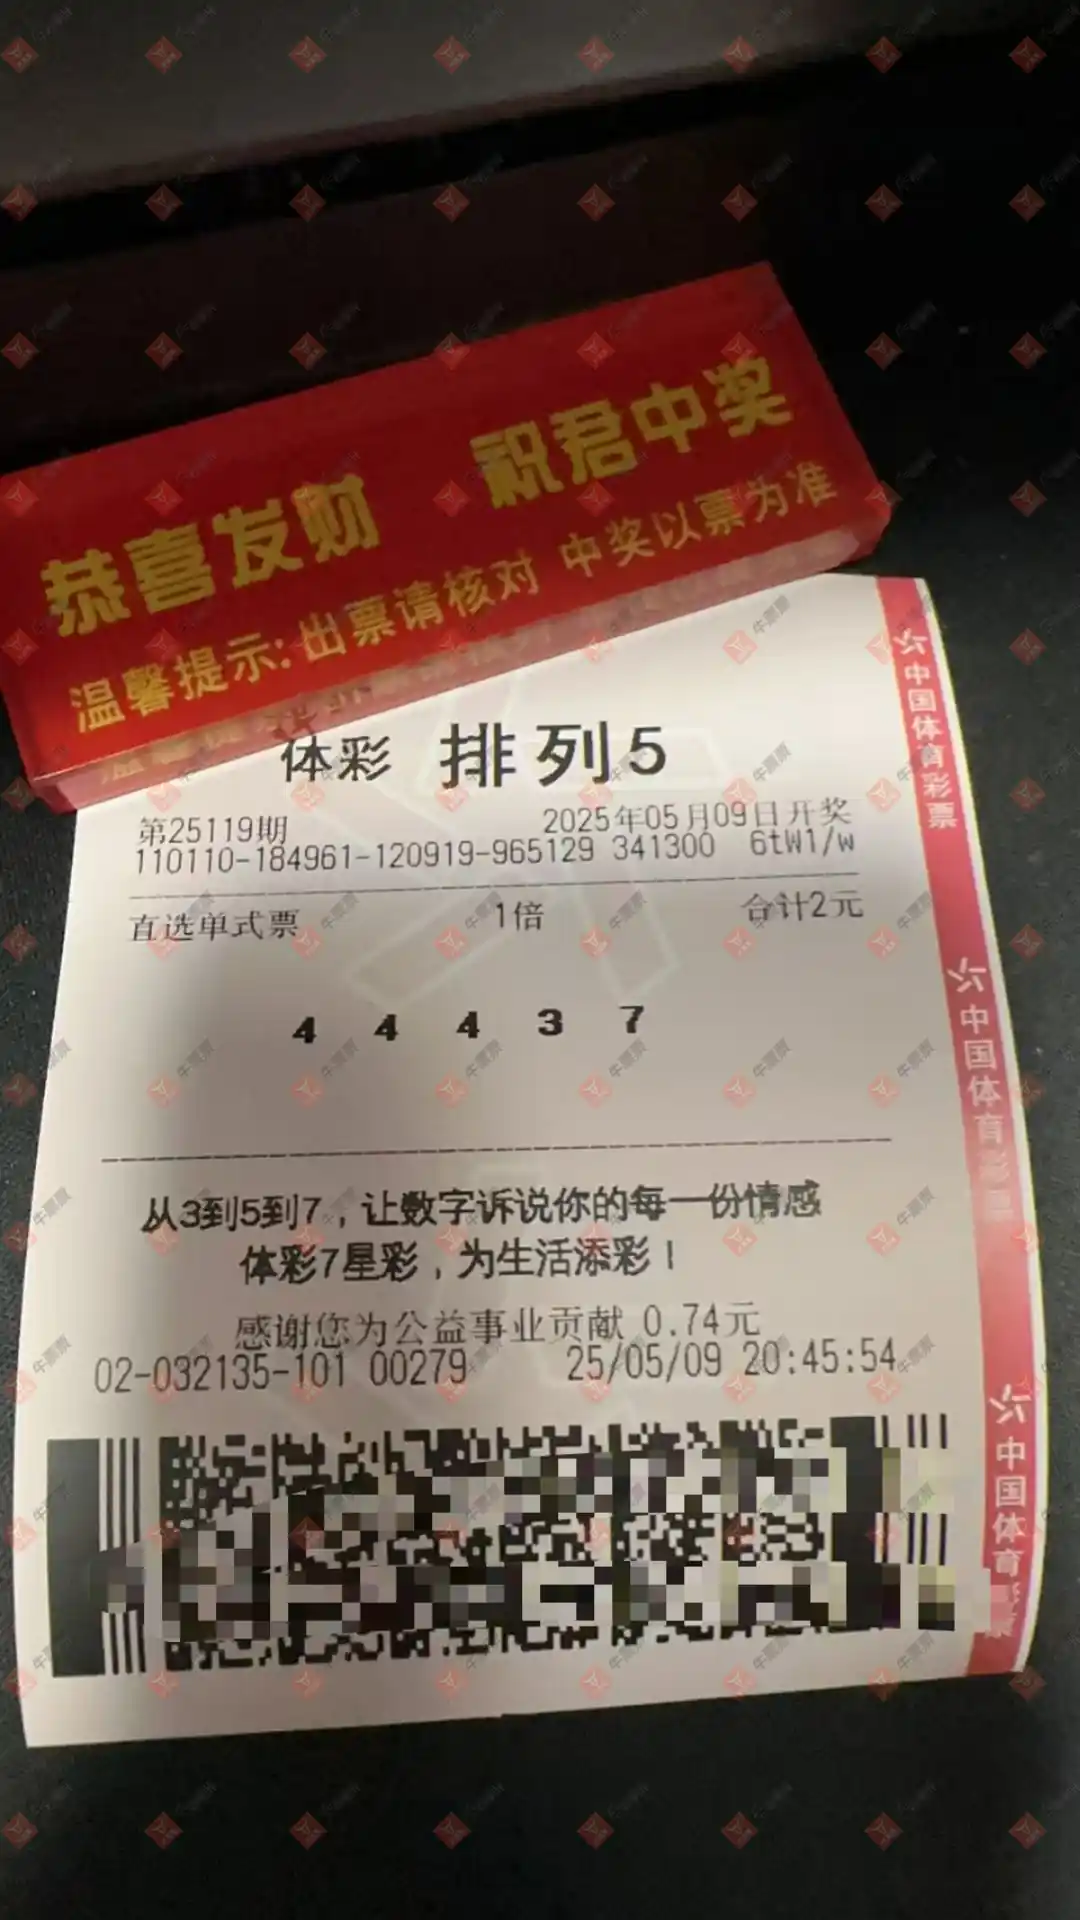 恭喜发财 祝君中奖
温馨提示: 出票请核对 中奖以票为准
体彩 排列5
第25119期 2025年05月09日开奖
110110-184961-120919-965129 341300 6tW1/w
直选单式票 1倍 合计2元
4 4 4 3 7
从3到5到7，让数字诉说你的每一份情感
体彩7星彩，为生活添彩！
感谢您为公益事业贡献 0.74元
02-032135-101 00279 25/05/09 20:45:54
中国体育彩票
中国体育彩票
中国体育彩票
牛票票